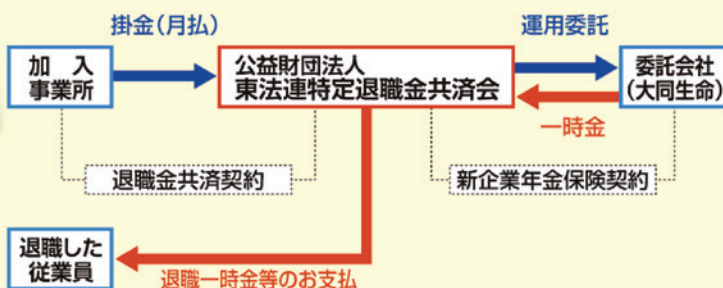 掛金(月払)
運用委託
加入
事業所
公益財団法人
東法連特定退職金共済会
委託会社
(大同生命)
一時金
退職金共済契約
新企業年金保険契約
退職した
従業員
退職一時金等のお支払